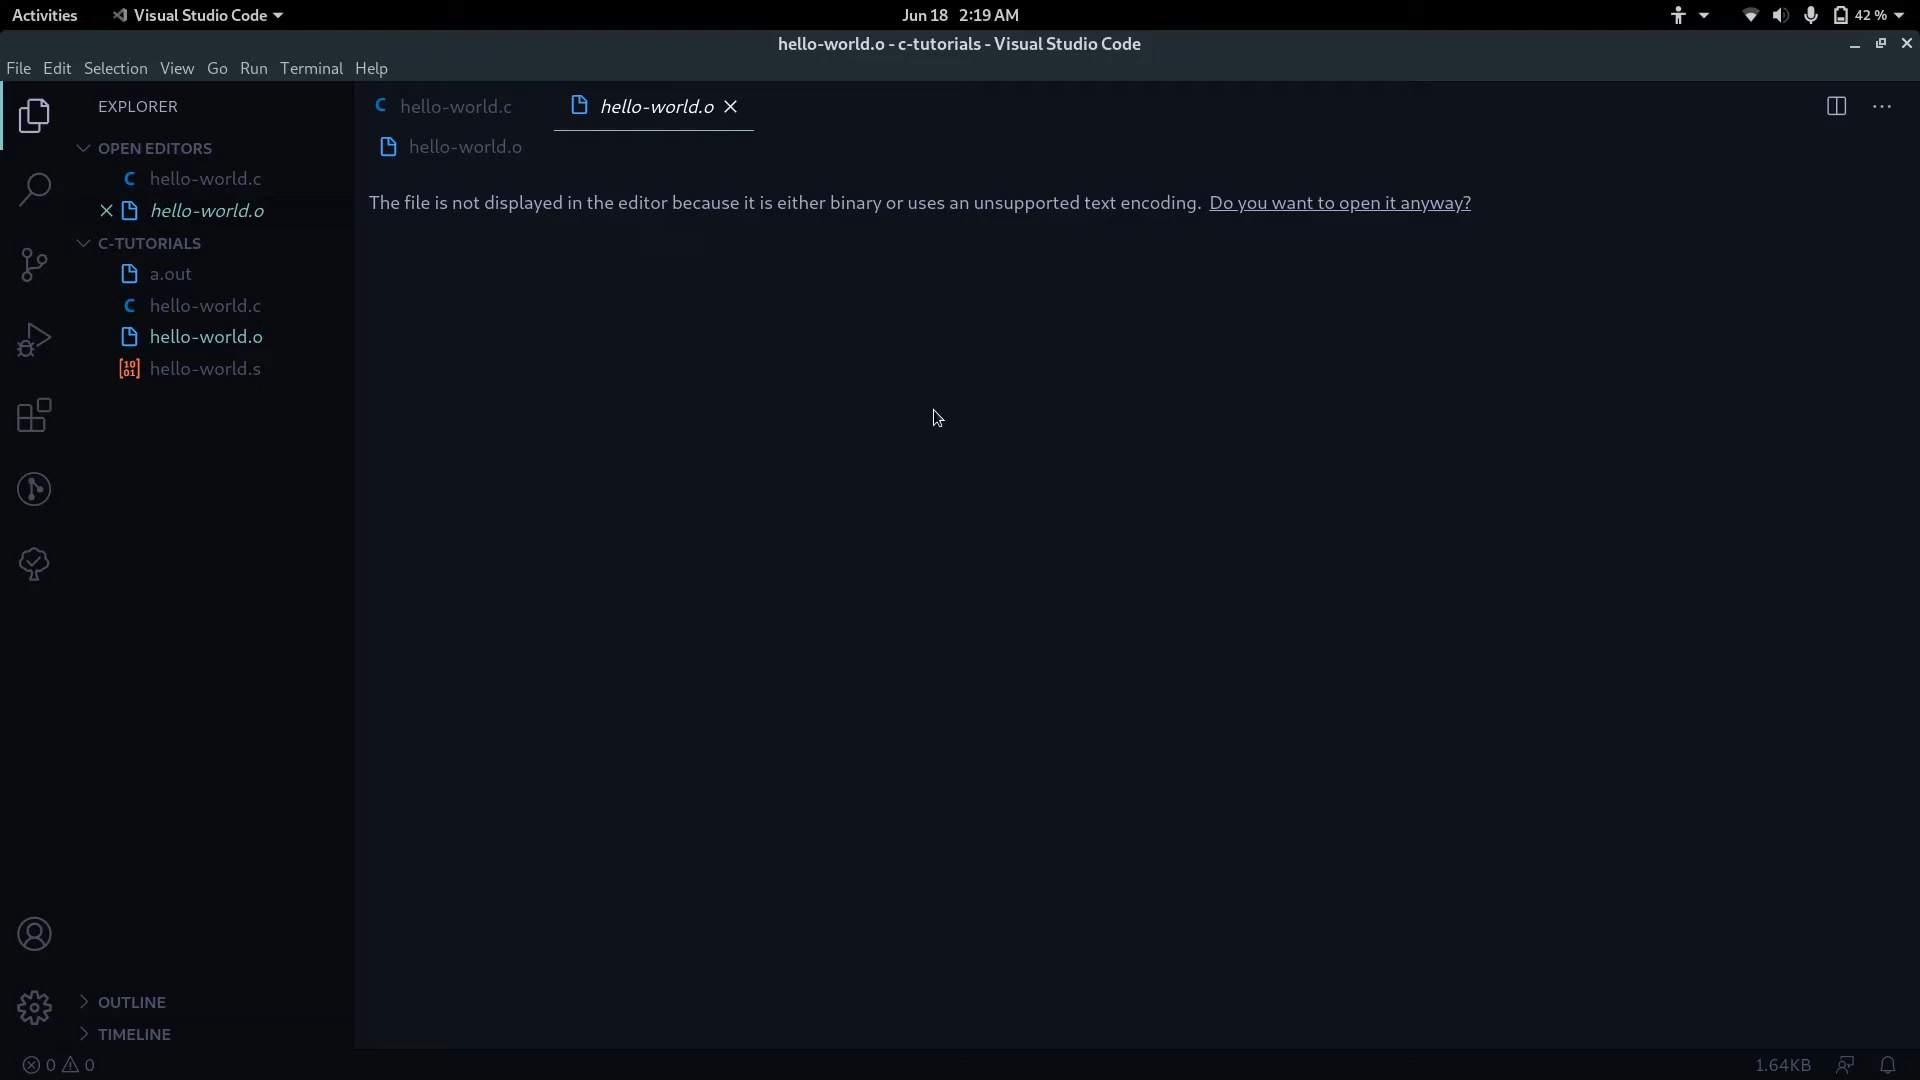 Activities Visual Studio Code Jun 18 2:19 AM 42 %
hello-world.o - c-tutorials - Visual Studio Code
File Edit Selection View Go Run Terminal Help
EXPLORER
OPEN EDITORS
C hello-world.c
hello-world.o
C-TUTORIALS
a.out
C hello-world.c
hello-world.o
10
01
hello-world.s
OUTLINE
TIMELINE
C hello-world.c
hello-world.o
hello-world.o
The file is not displayed in the editor because it is either binary or uses an unsupported text encoding. Do you want to open it anyway?
0 0 1.64KB